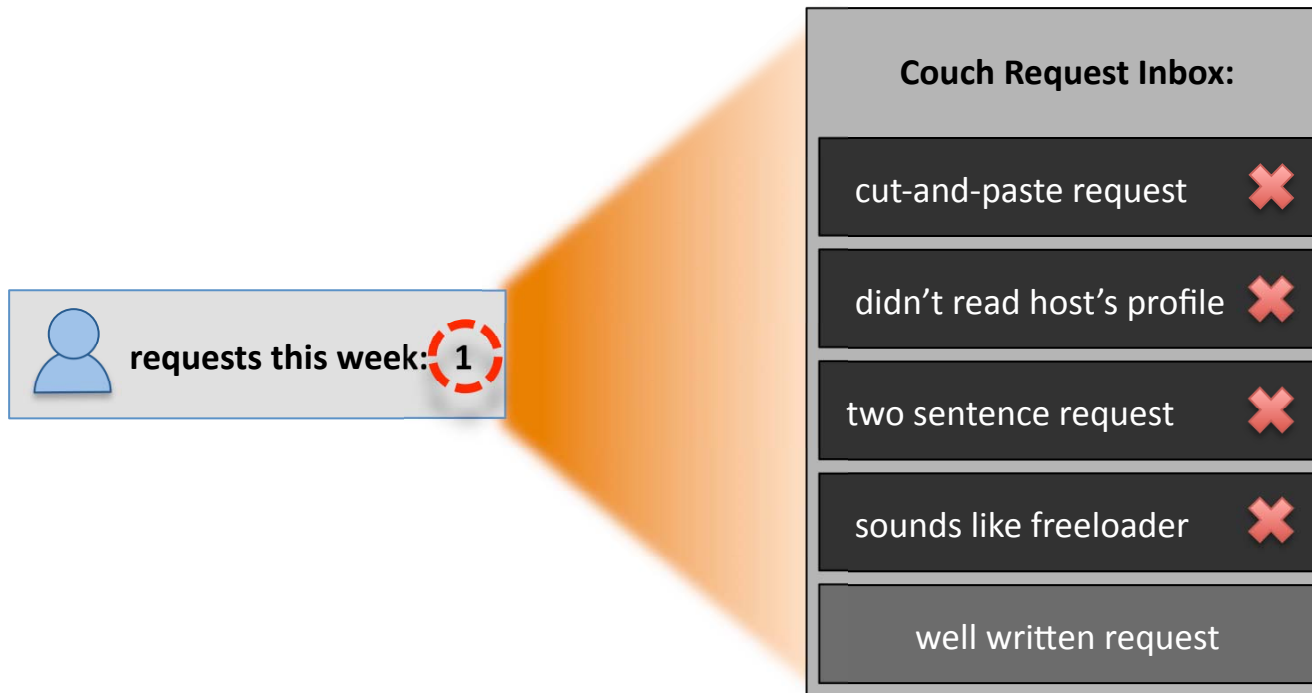 Couch Request Inbox:
cut-and-paste request
didn’t read host’s profile
requests this week: 1
two sentence request
sounds like freeloader
well written request